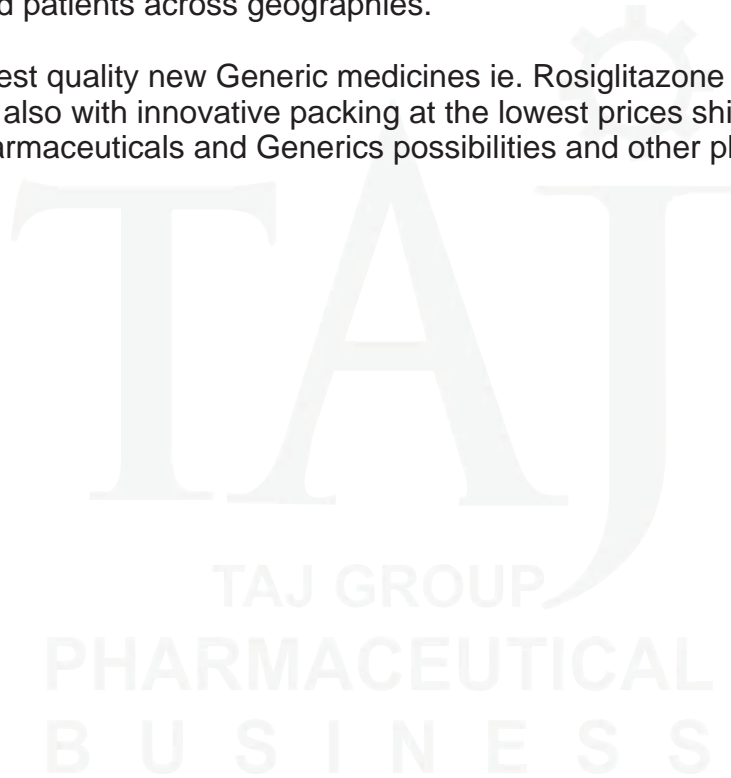 d patients across geographies.
est quality new Generic medicines ie. Rosiglitazone
also with innovative packing at the lowest prices shi
armaceuticals and Generics possibilities and other pl
TAJ
TAJ GROUP
PHARMACEUTICAL
BUSINESS